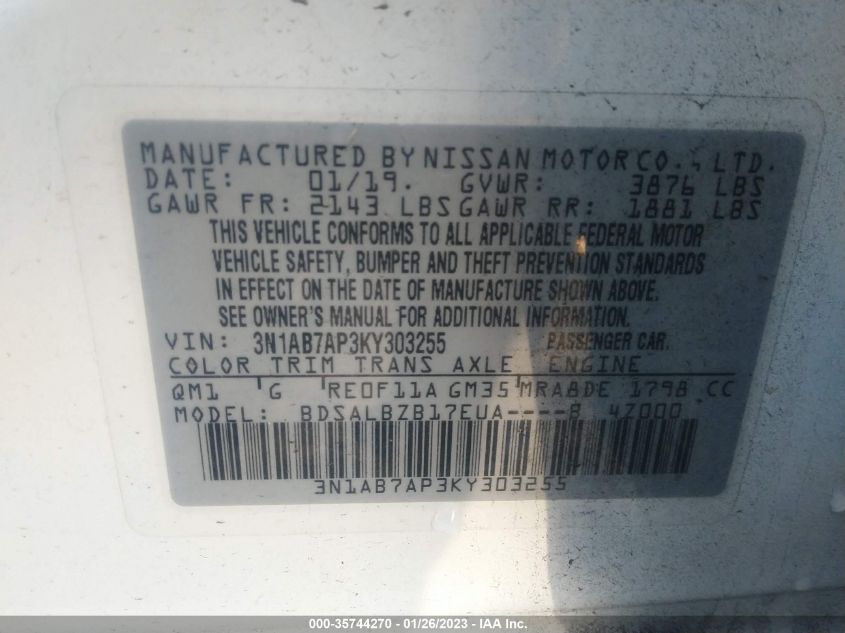 MANUFACTURED BY NISSAN MOTOR CO., LTD.
DATE: 01/19. GVWR: 3876 LBS
GAWR FR: 2143 LBS GAWR RR: 1881 LBS
THIS VEHICLE CONFORMS TO ALL APPLICABLE FEDERAL MOTOR
VEHICLE SAFETY, BUMPER AND THEFT PREVENTION STANDARDS
IN EFFECT ON THE DATE OF MANUFACTURE SHOWN ABOVE.
SEE OWNER'S MANUAL FOR ADDITIONAL INFORMATION.
VIN: 3N1AB7AP3KY303255 PASSENGER CAR.
COLOR TRIM TRANS AXLE ENGINE
QM1 G RE0F11A GM35 MRA8DE 1798 CC
MODEL: BDSALBZB17EUA----B 4Z000
3N1AB7AP3KY303255
000-35744270 - 01/26/2023 - IAA Inc.